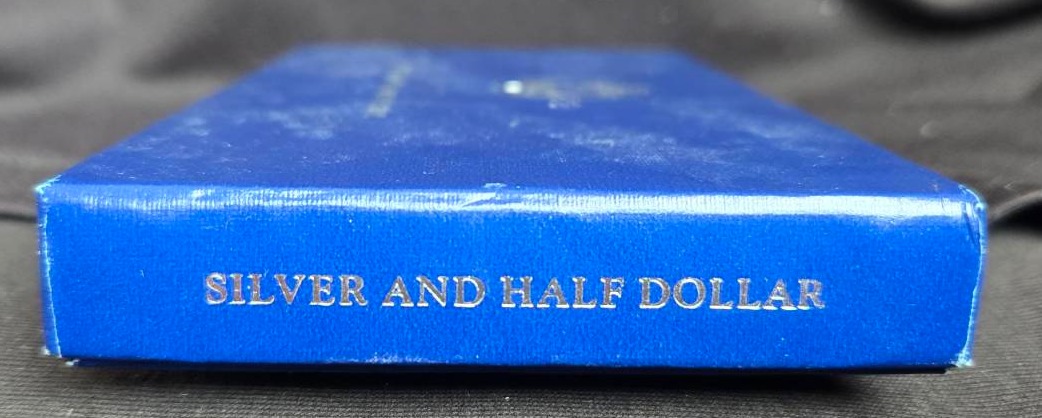 SILVER AND HALF DOLLAR